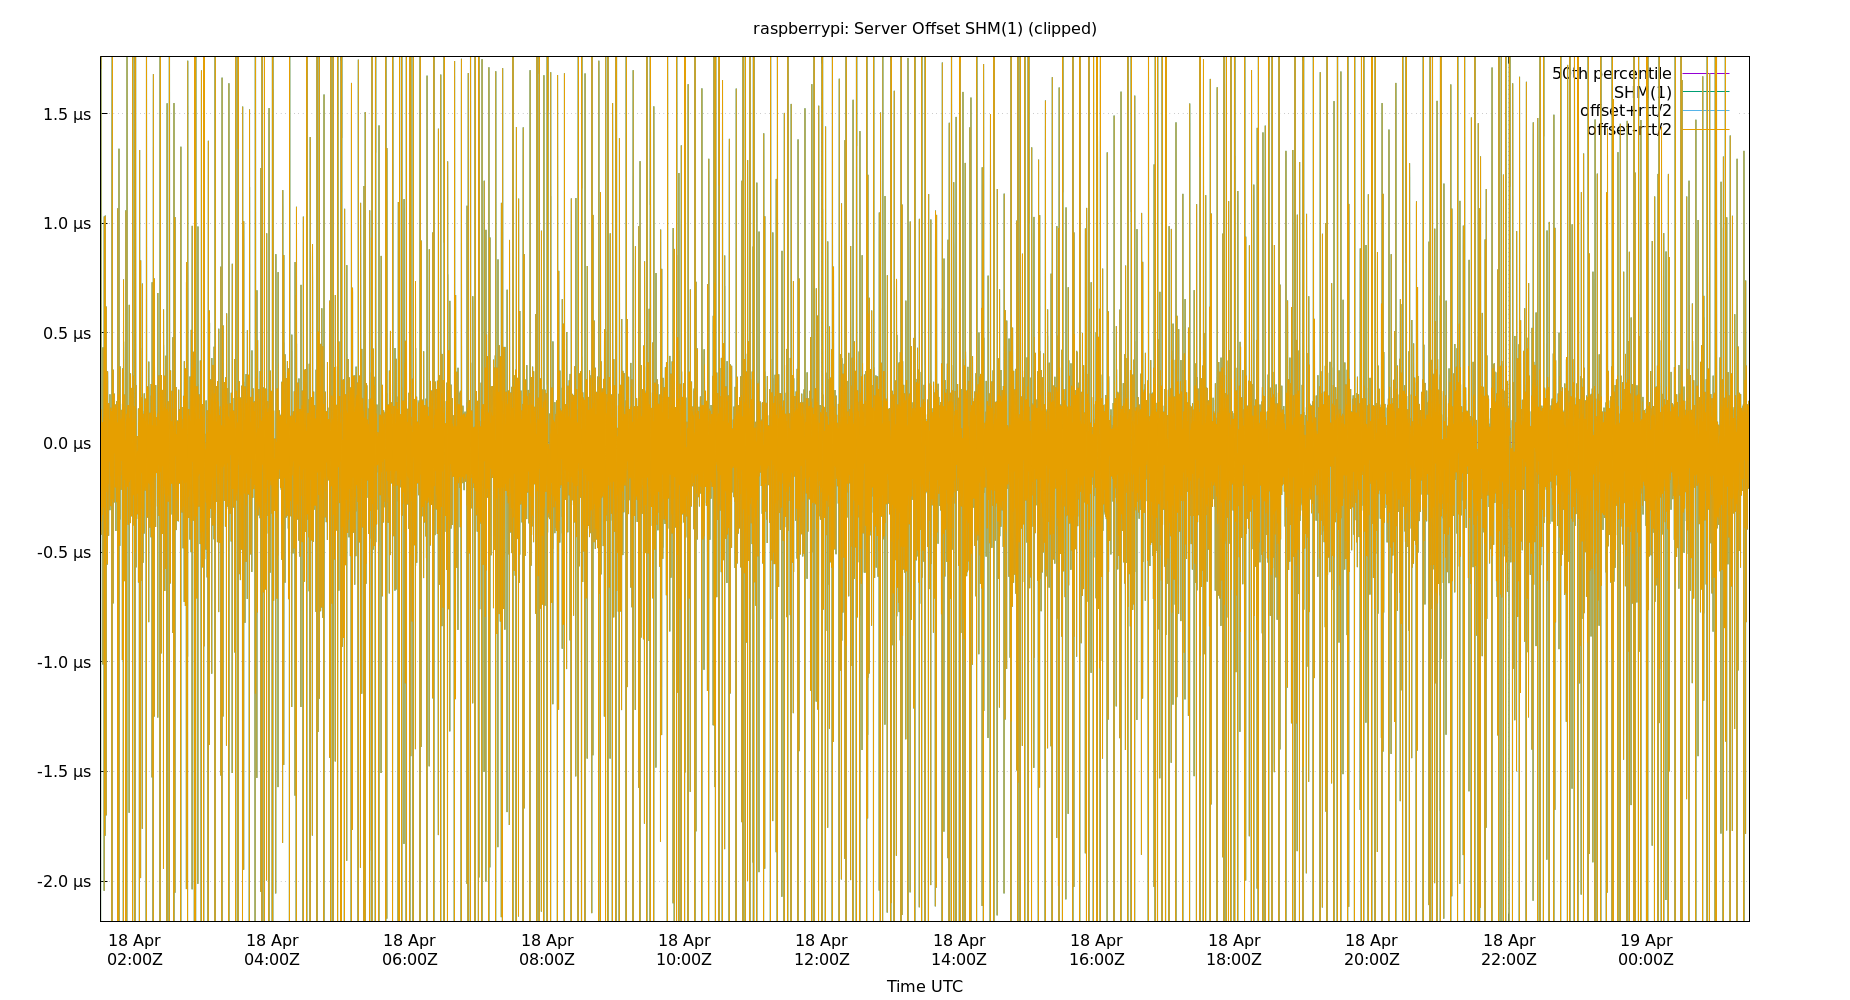 raspberrypi: Server Offset SHM(1) (clipped)
50th percentile
SHM(1)
offset+rtt/2
offset-rtt/2
1.5 µs
1.0 µs
0.5 µs
0.0 µs
-0.5 µs
-1.0 µs
-1.5 µs
-2.0 µs
18 Apr 18 Apr 18 Apr 18 Apr 18 Apr 18 Apr 18 Apr 18 Apr 18 Apr 18 Apr 18 Apr 19 Apr
02:00Z 04:00Z 06:00Z 08:00Z 10:00Z 12:00Z 14:00Z 16:00Z 18:00Z 20:00Z 22:00Z 00:00Z
Time UTC